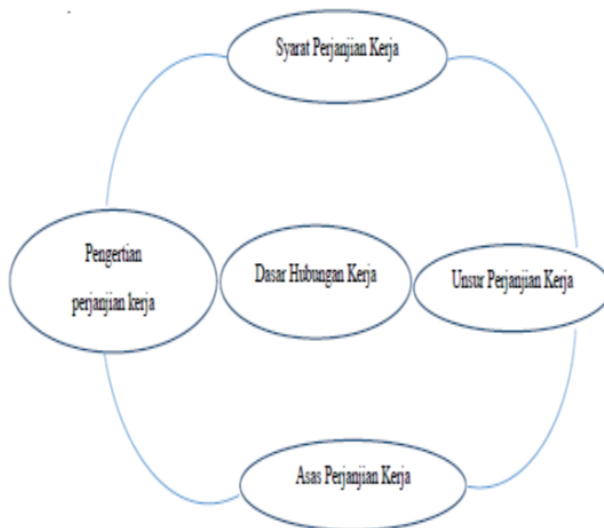 Syarat Perjanjian Kerja
Pengertian
perjanjian kerja
Dasar Hubungan Kerja
Unsur Perjanjian Kerja
Asas Perjanjian Kerja